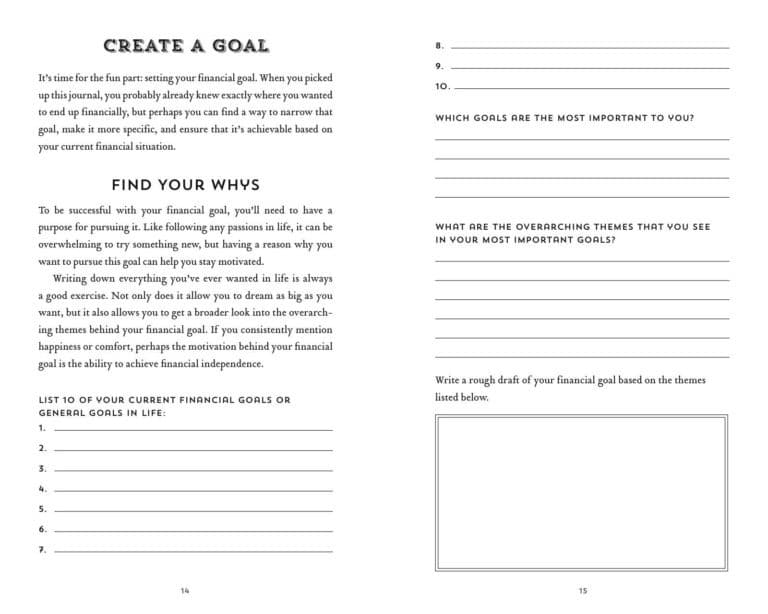 CREATE A GOAL
It's time for the fun part: setting your financial goal. When you picked
up this journal, you probably already knew exactly where you wanted
to end up financially, but perhaps you can find a way to narrow that
goal, make it more specific, and ensure that it's achievable based on
your current financial situation.
FIND YOUR WHYS
To be successful with your financial goal, you'll need to have a
purpose for pursuing it. Like following any passions in life, it can be
overwhelming to try something new, but having a reason why you
want to pursue this goal can help you stay motivated.
Writing down everything you've ever wanted in life is always
a good exercise. Not only does it allow you to dream as big as you
want, but it also allows you to get a broader look into the overarch-
ing themes behind your financial goal. If you consistently mention
happiness or comfort, perhaps the motivation behind your financial
goal is the ability to achieve financial independence.
LIST 10 OF YOUR CURRENT FINANCIAL GOALS OR
GENERAL GOALS IN LIFE:
1.
2.
3.
4.
5.
6.
7.
14
8.
9.
10.
WHICH GOALS ARE THE MOST IMPORTANT TO YOU?
WHAT ARE THE OVERARCHING THEMES THAT YOU SEE
IN YOUR MOST IMPORTANT GOALS?
Write a rough draft of your financial goal based on the themes
listed below.
15